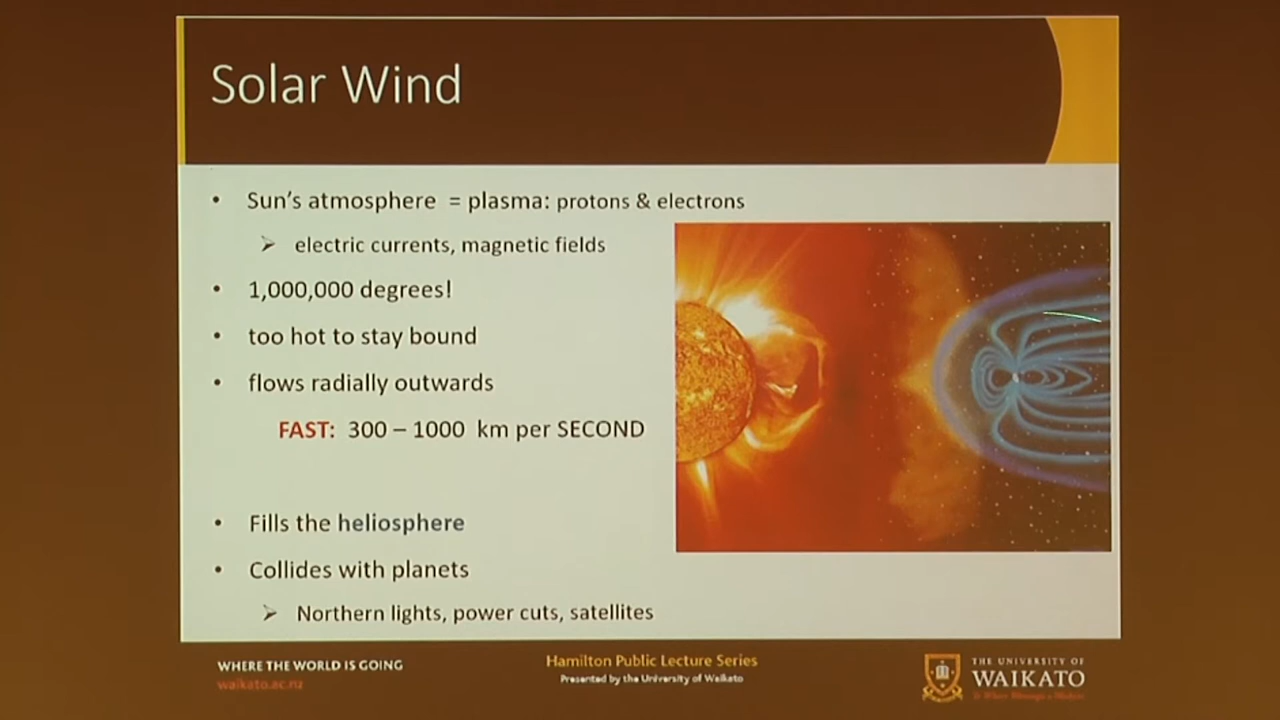 Solar Wind
• Sun's atmosphere = plasma: protons & electrons
➢ electric currents, magnetic fields
• 1,000,000 degrees!
• too hot to stay bound
• flows radially outwards
FAST: 300 – 1000 km per SECOND
• Fills the heliosphere
• Collides with planets
➢ Northern lights, power cuts, satellites
WHERE THE WORLD IS GOING
waikato.ac.nz
Hamilton Public Lecture Series
Presented by the University of Waikato
THE UNIVERSITY OF
WAIKATO